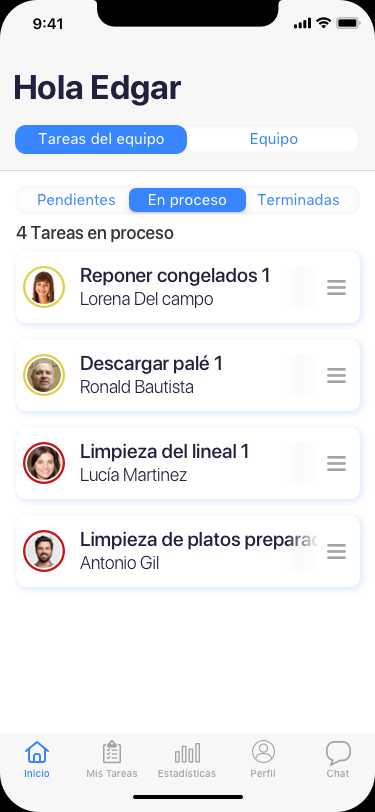 9:41
Hola Edgar
Tareas del equipo Equipo
Pendientes En proceso Terminadas
4 Tareas en proceso
Reponer congelados 1
Lorena Del campo
Descargar palé 1
Ronald Bautista
Limpieza del lineal 1
Lucía Martinez
Limpieza de platos preparac
Antonio Gil
Inicio Mis Tareas Estadísticas Perfil Chat